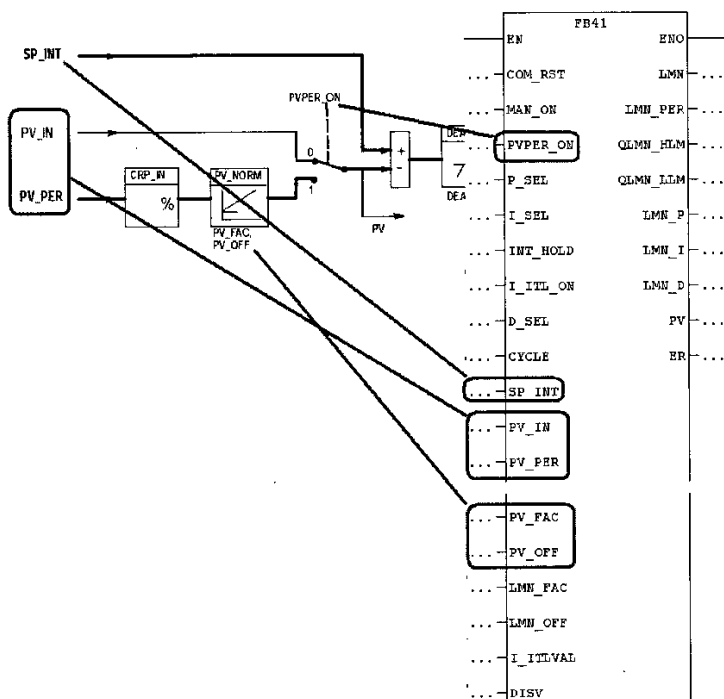 SP_INT
PV_IN
PV_PER
CRP_IN
%
PV_NORM
PV_FAC,
PV_OFF
PVPER_ON
0
1
+
-
PV
DEA
7
DEA
FB41
EN ENO
... COM_RST LMN ...
... MAN_ON LMN_PER ...
... PVPER_ON QLMN_HLM ...
... P_SEL QLMN_LLM ...
... I_SEL LMN_P ...
... INT_HOLD LMN_I ...
... I_ITL_ON LMN_D ...
... D_SEL PV ...
... CYCLE ER ...
... SP_INT
... PV_IN
... PV_PER
... PV_FAC
... PV_OFF
... LMN_FAC
... LMN_OFF
... I_ITLVAL
... DISV